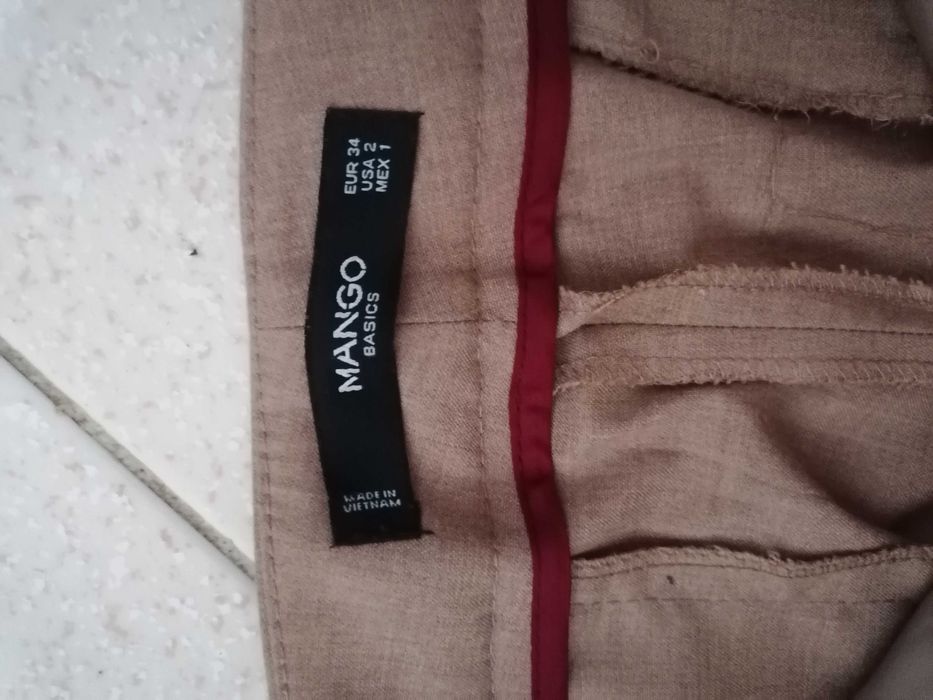 EUR 34
USA 2
MEX 1
MANGO
BASICS
MADE IN
VIETNAM